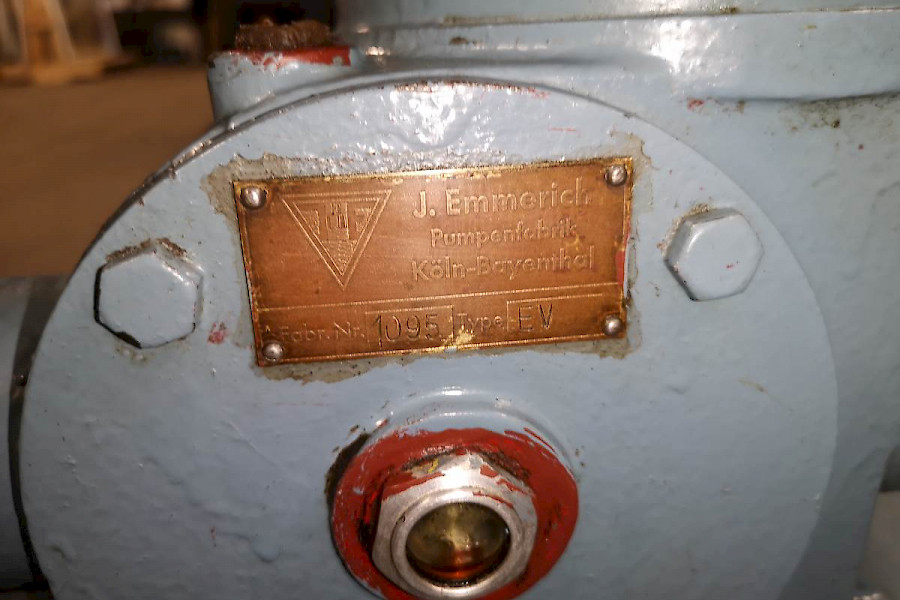 J. Emmerich
Pumpenfabrik
Köln-Bayenthal
Fabr. Nr. 1095 Type EV